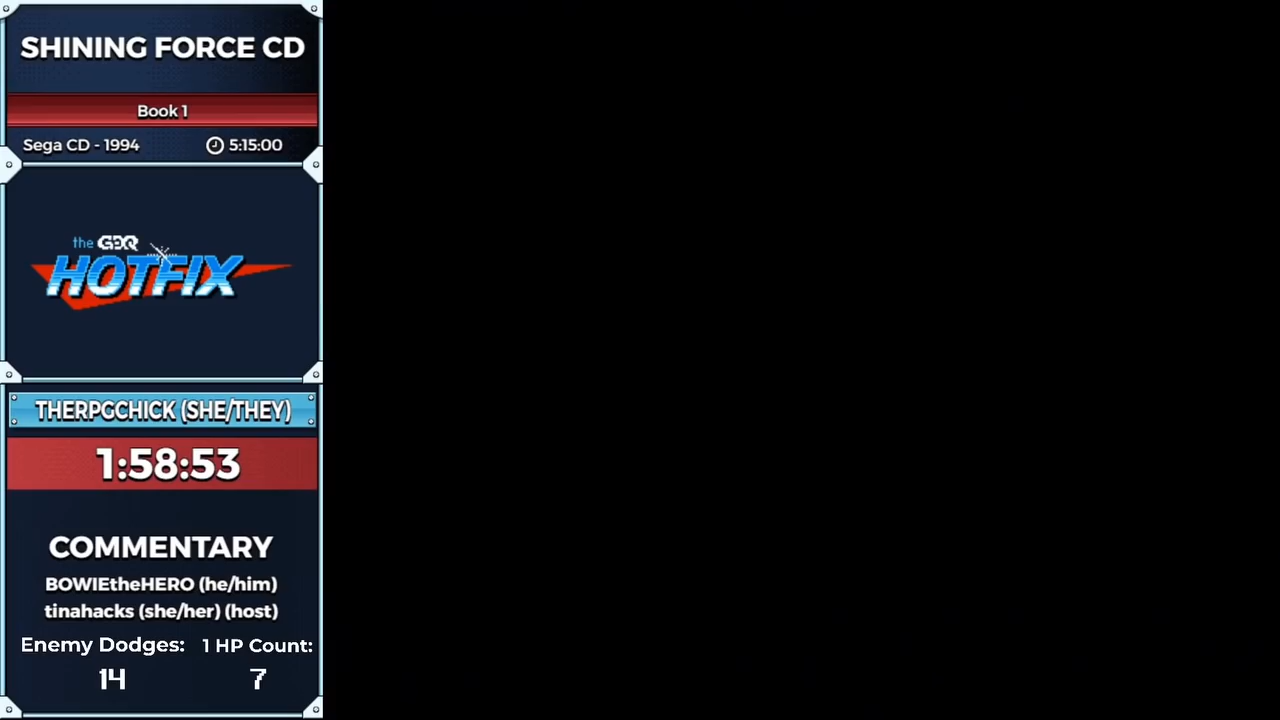 SHINING FORCE CD
Book 1
Sega CD - 1994 5:15:00
the GDQ
HOTFIX
THERPGCHICK (SHE/THEY)
1:58:53
COMMENTARY
BOWIEtheHERO (he/him)
tinahacks (she/her) (host)
Enemy Dodges: 1 HP Count:
14 7